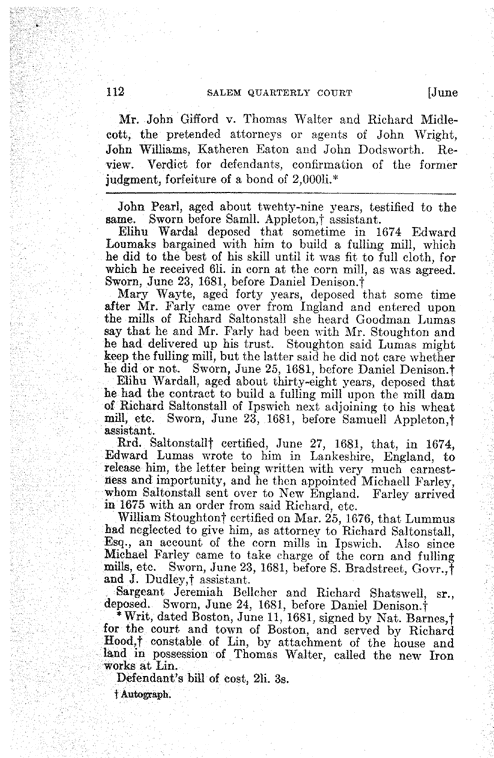 112 SALEM QUARTERLY COURT [June
Mr. John Gifford v. Thomas Walter and Richard Midle-
cott, the pretended attorneys or agents of John Wright,
John Williams, Katheren Eaton and John Dodsworth. Re-
view. Verdict for defendants, confirmation of the former
judgment, forfeiture of a bond of 2,000li.*
John Pearl, aged about twenty-nine years, testified to the
same. Sworn before Samll. Appleton,† assistant.
Elihu Wardal deposed that sometime in 1674 Edward
Loumaks bargained with him to build a fulling mill, which
he did to the best of his skill until it was fit to full cloth, for
which he received 6li. in corn at the corn mill, as was agreed.
Sworn, June 23, 1681, before Daniel Denison.†
Mary Wayte, aged forty years, deposed that some time
after Mr. Farly came over from Ingland and entered upon
the mills of Richard Saltonstall she heard Goodman Lumas
say that he and Mr. Farly had been with Mr. Stoughton and
he had delivered up his trust. Stoughton said Lumas might
keep the fulling mill, but the latter said he did not care whether
he did or not. Sworn, June 25, 1681, before Daniel Denison.†
Elihu Wardall, aged about thirty-eight years, deposed that
he had the contract to build a fulling mill upon the mill dam
of Richard Saltonstall of Ipswich next adjoining to his wheat
mill, etc. Sworn, June 23, 1681, before Samuell Appleton,†
assistant.
Rrd. Saltonstall† certified, June 27, 1681, that, in 1674,
Edward Lumas wrote to him in Lankeshire, England, to
release him, the letter being written with very much earnest-
ness and importunity, and he then appointed Michaell Farley,
whom Saltonstall sent over to New England. Farley arrived
in 1675 with an order from said Richard, etc.
William Stoughton† certified on Mar. 25, 1676, that Lummus
had neglected to give him, as attorney to Richard Saltonstall,
Esq., an account of the corn mills in Ipswich. Also since
Michael Farley came to take charge of the corn and fulling
mills, etc. Sworn, June 23, 1681, before S. Bradstreet, Govr.,†
and J. Dudley,† assistant.
Sargeant Jeremiah Bellcher and Richard Shatswell, sr.,
deposed. Sworn, June 24, 1681, before Daniel Denison.†
*Writ, dated Boston, June 11, 1681, signed by Nat. Barnes,†
for the court and town of Boston, and served by Richard
Hood,† constable of Lin, by attachment of the house and
land in possession of Thomas Walter, called the new Iron
works at Lin.
Defendant's bill of cost, 2li. 3s.
† Autograph.